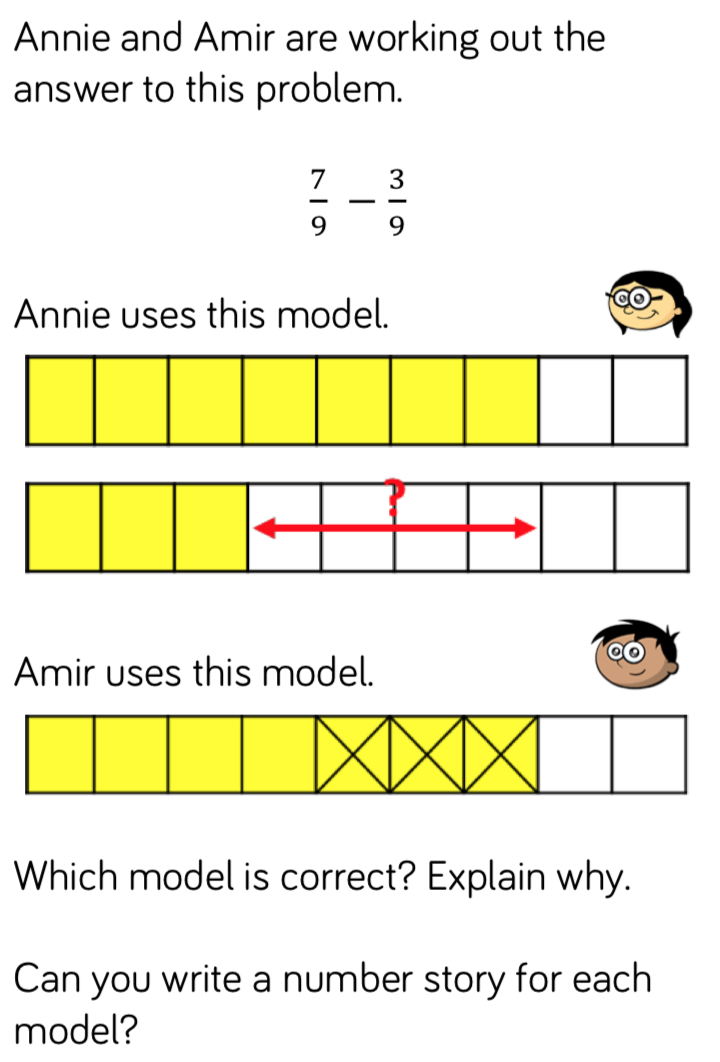 Annie and Amir are working out the
answer to this problem.
7/9 − 3/9
Annie uses this model.
?
Amir uses this model.
Which model is correct? Explain why.
Can you write a number story for each
model?